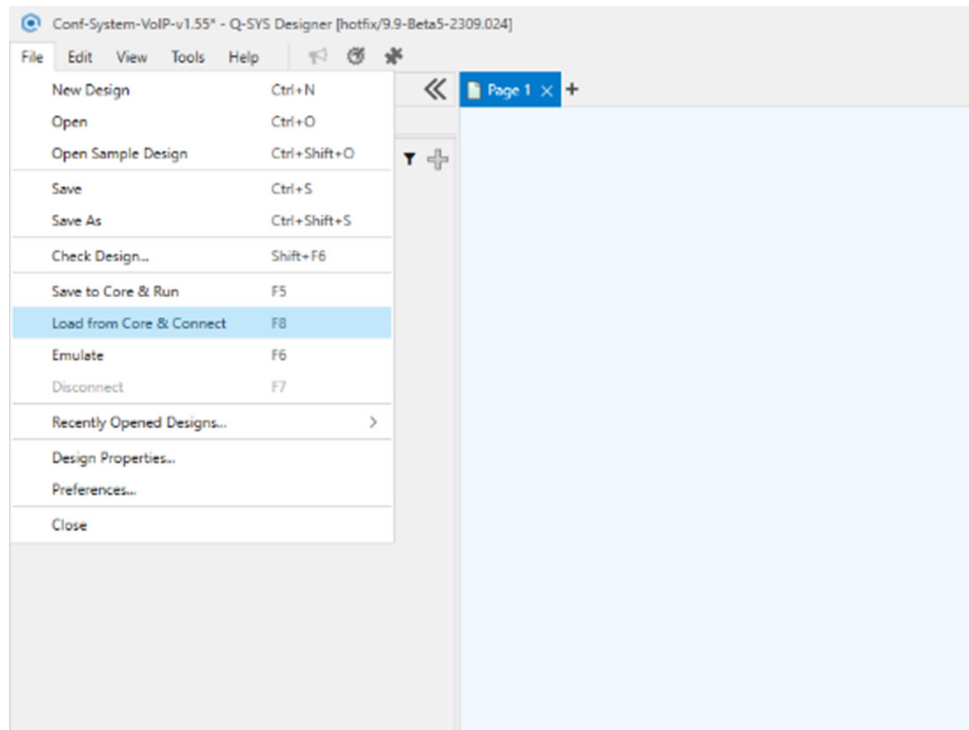 Conf-System-VoIP-v1.55* - Q-SYS Designer [hotfix/9.9-Beta5-2309.024]
File Edit View Tools Help
New Design Ctrl+N
Page 1
Open Ctrl+O
Open Sample Design Ctrl+Shift+O
Save Ctrl+S
Save As Ctrl+Shift+S
Check Design... Shift+F6
Save to Core & Run F5
Load from Core & Connect F8
Emulate F6
Disconnect F7
Recently Opened Designs...
Design Properties...
Preferences...
Close